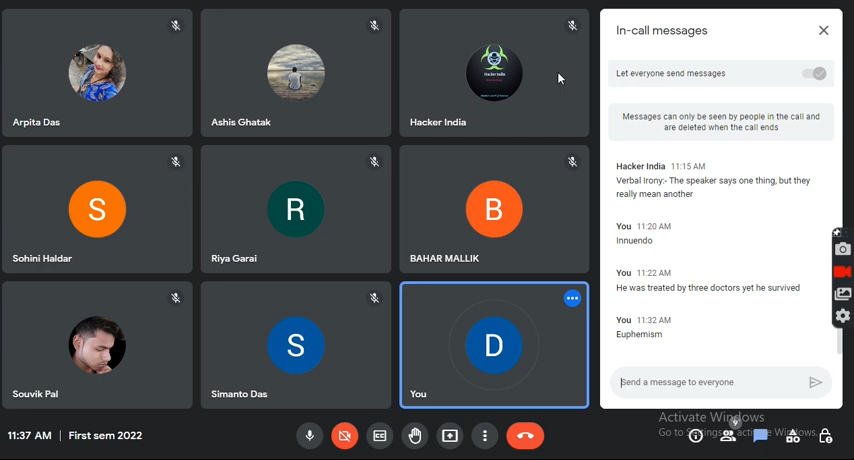 In-call messages
Let everyone send messages
Messages can only be seen by people in the call and
are deleted when the call ends
Hacker India 11:15 AM
Verbal Irony:- The speaker says one thing, but they
really mean another
You 11:20 AM
Innuendo
You 11:22 AM
He was treated by three doctors yet he survived
You 11:32 AM
Euphemism
Send a message to everyone
Arpita Das
Ashis Ghatak
Hacker India
Hacker India
S
Sohini Haldar
R
Riya Garai
B
BAHAR MALLIK
Souvik Pal
S
Simanto Das
D
You
11:37 AM | First sem 2022
9
Activate Windows
Go to Settings to activate Windows.